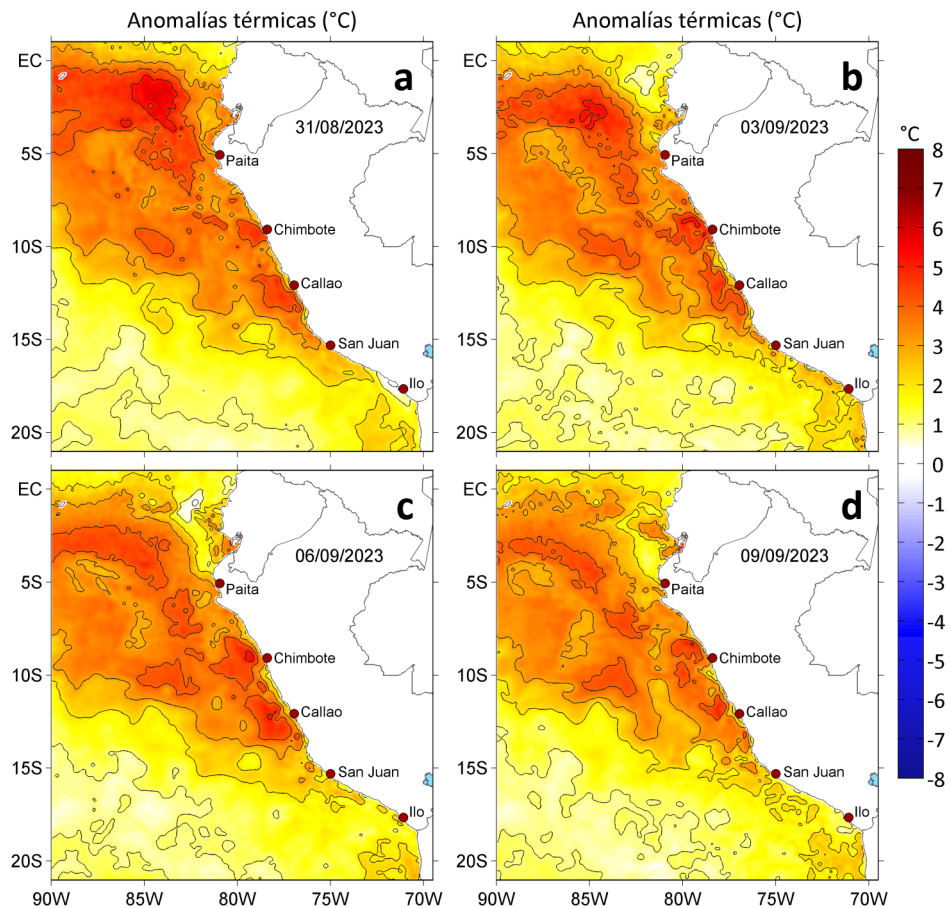 Anomalías térmicas (°C)
Anomalías térmicas (°C)
EC
5S
10S
15S
20S
a
31/08/2023
Paita
Chimbote
Callao
San Juan
Ilo
EC
5S
10S
15S
20S
b
03/09/2023
Paita
Chimbote
Callao
San Juan
Ilo
°C
8
7
6
5
4
3
2
1
0
-1
-2
-3
-4
-5
-6
-7
-8
EC
5S
10S
15S
20S
c
06/09/2023
Paita
Chimbote
Callao
San Juan
Ilo
90W 85W 80W 75W 70W
d
09/09/2023
EC
5S
10S
15S
20S
Paita
Chimbote
Callao
San Juan
Ilo
90W 85W 80W 75W 70W